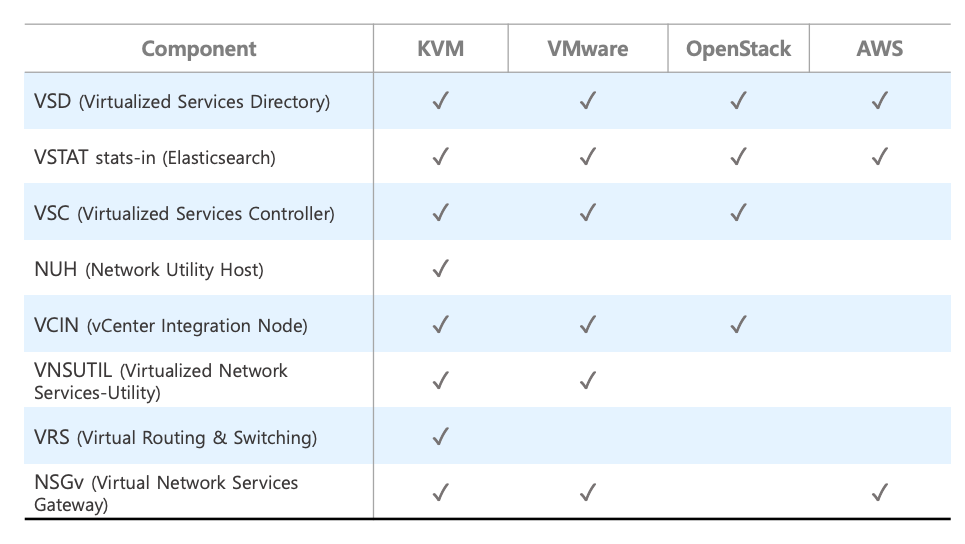 Component KVM VMware OpenStack AWS
VSD (Virtualized Services Directory) ✓ ✓ ✓ ✓
VSTAT stats-in (Elasticsearch) ✓ ✓ ✓ ✓
VSC (Virtualized Services Controller) ✓ ✓ ✓
NUH (Network Utility Host) ✓
VCIN (vCenter Integration Node) ✓ ✓ ✓
VNSUTIL (Virtualized Network
Services-Utility) ✓ ✓
VRS (Virtual Routing & Switching) ✓
NSGv (Virtual Network Services
Gateway) ✓ ✓ ✓